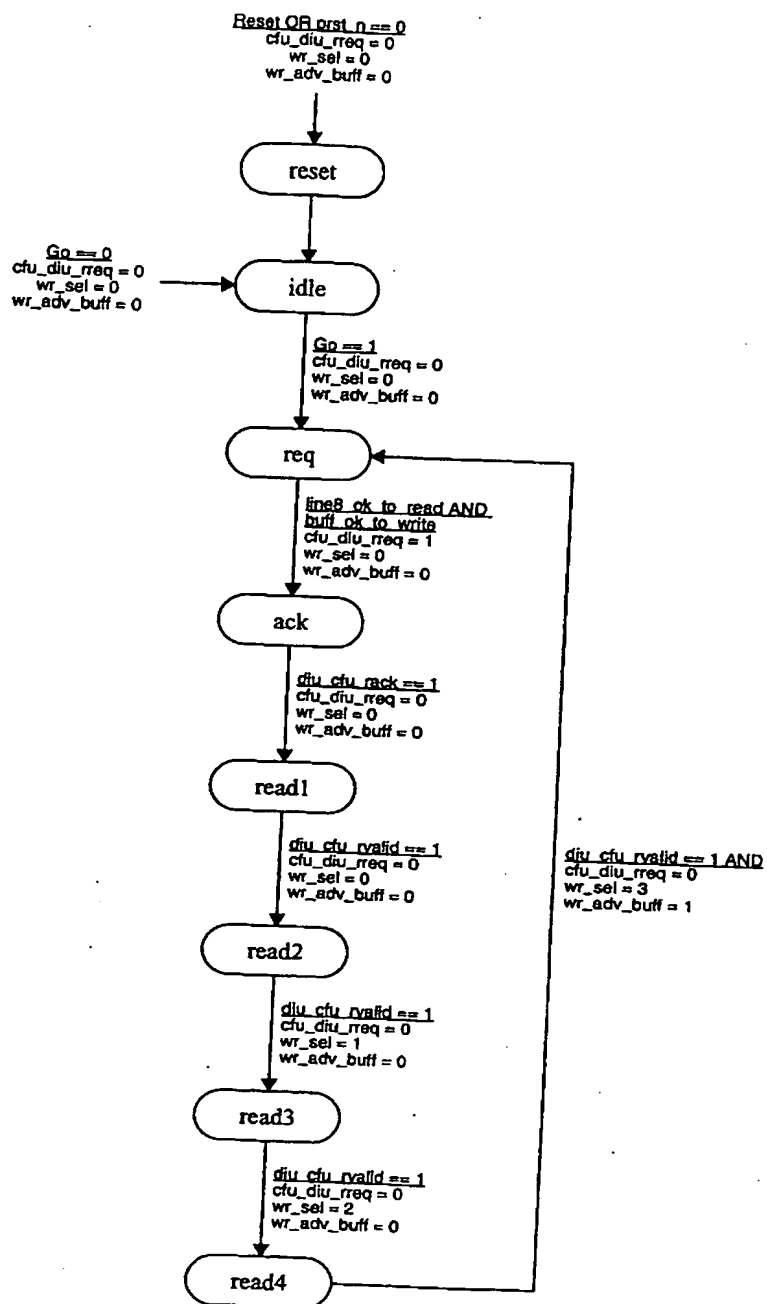 Reset OR prst_n == 0
cfu_diu_rreq = 0
wr_sel = 0
wr_adv_buff = 0
reset
Go == 0
cfu_diu_rreq = 0
wr_sel = 0
wr_adv_buff = 0
idle
Go == 1
cfu_diu_rreq = 0
wr_sel = 0
wr_adv_buff = 0
req
line8_ok_to_read AND
buff_ok_to_write
cfu_diu_rreq = 1
wr_sel = 0
wr_adv_buff = 0
ack
diu_cfu_rack == 1
cfu_diu_rreq = 0
wr_sel = 0
wr_adv_buff = 0
read1
diu_cfu_rvalid == 1
cfu_diu_rreq = 0
wr_sel = 0
wr_adv_buff = 0
diu_cfu_rvalid == 1 AND
cfu_diu_rreq = 0
wr_sel = 3
wr_adv_buff = 1
read2
diu_cfu_rvalid == 1
cfu_diu_rreq = 0
wr_sel = 1
wr_adv_buff = 0
read3
diu_cfu_rvalid == 1
cfu_diu_rreq = 0
wr_sel = 2
wr_adv_buff = 0
read4